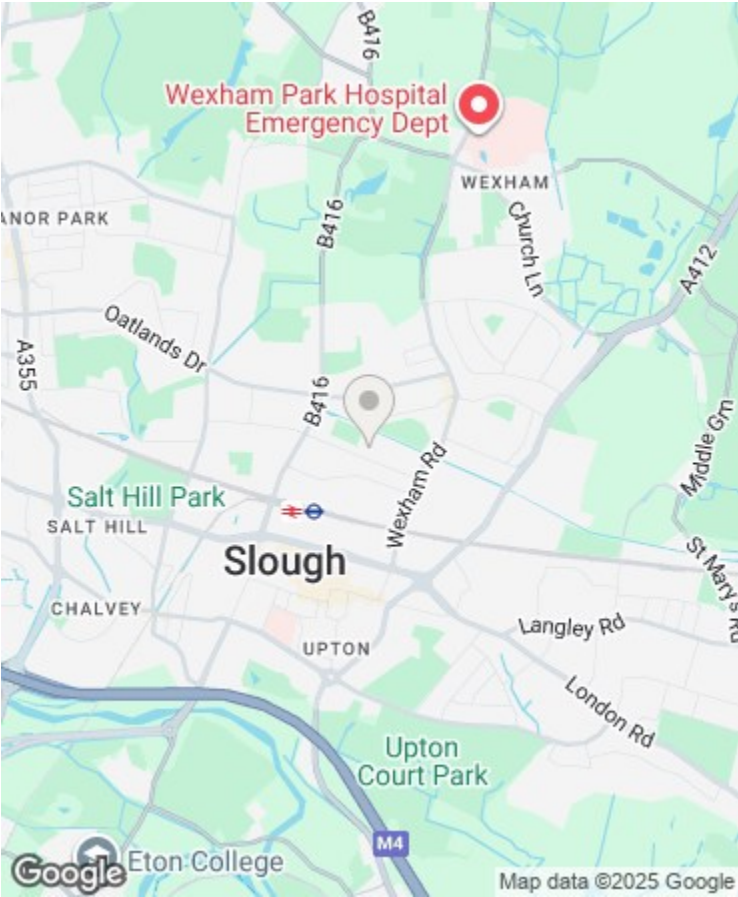 B416
Wexham Park Hospital
Emergency Dept
WEXHAM
ANOR PARK
B416
Church Ln
A412
Oatlands Dr
A355
B416
Middle Grn
Wexham Rd
Salt Hill Park
SALT HILL
Slough
St Mary's Rd
CHALVEY
Langley Rd
UPTON
London Rd
Upton
Court Park
M4
Eton College
Google
Map data ©2025 Google